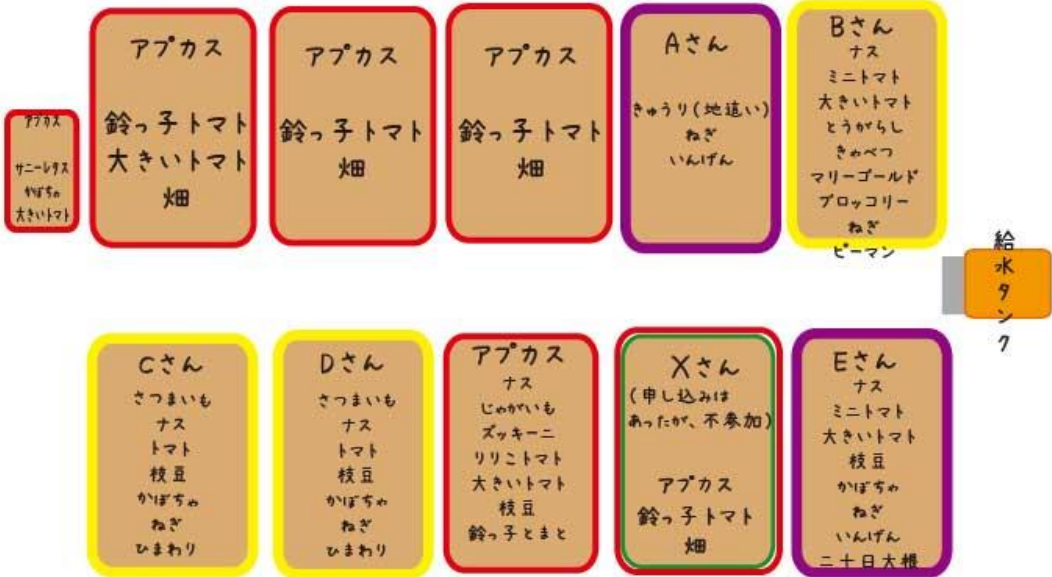 アプカス
サニーレタス
かぼちゃ
大きいトマト
アプカス
鈴っ子トマト
大きいトマト
畑
アプカス
鈴っ子トマト
畑
アプカス
鈴っ子トマト
畑
Aさん
きゅうり(地這い)
ねぎ
いんげん
Bさん
ナス
ミニトマト
大きいトマト
とうがらし
きゃべつ
マリーゴールド
ブロッコリー
ねぎ
ピーマン
給水タンク
Cさん
さつまいも
ナス
トマト
枝豆
かぼちゃ
ねぎ
ひまわり
Dさん
さつまいも
ナス
トマト
枝豆
かぼちゃ
ねぎ
ひまわり
アプカス
ナス
じゃがいも
ズッキーニ
りりこトマト
大きいトマト
枝豆
鈴っ子とまと
Xさん
(申し込みは
あったが、不参加)
アプカス
鈴っ子トマト
畑
Eさん
ナス
ミニトマト
大きいトマト
枝豆
かぼちゃ
ねぎ
いんげん
二十日大根